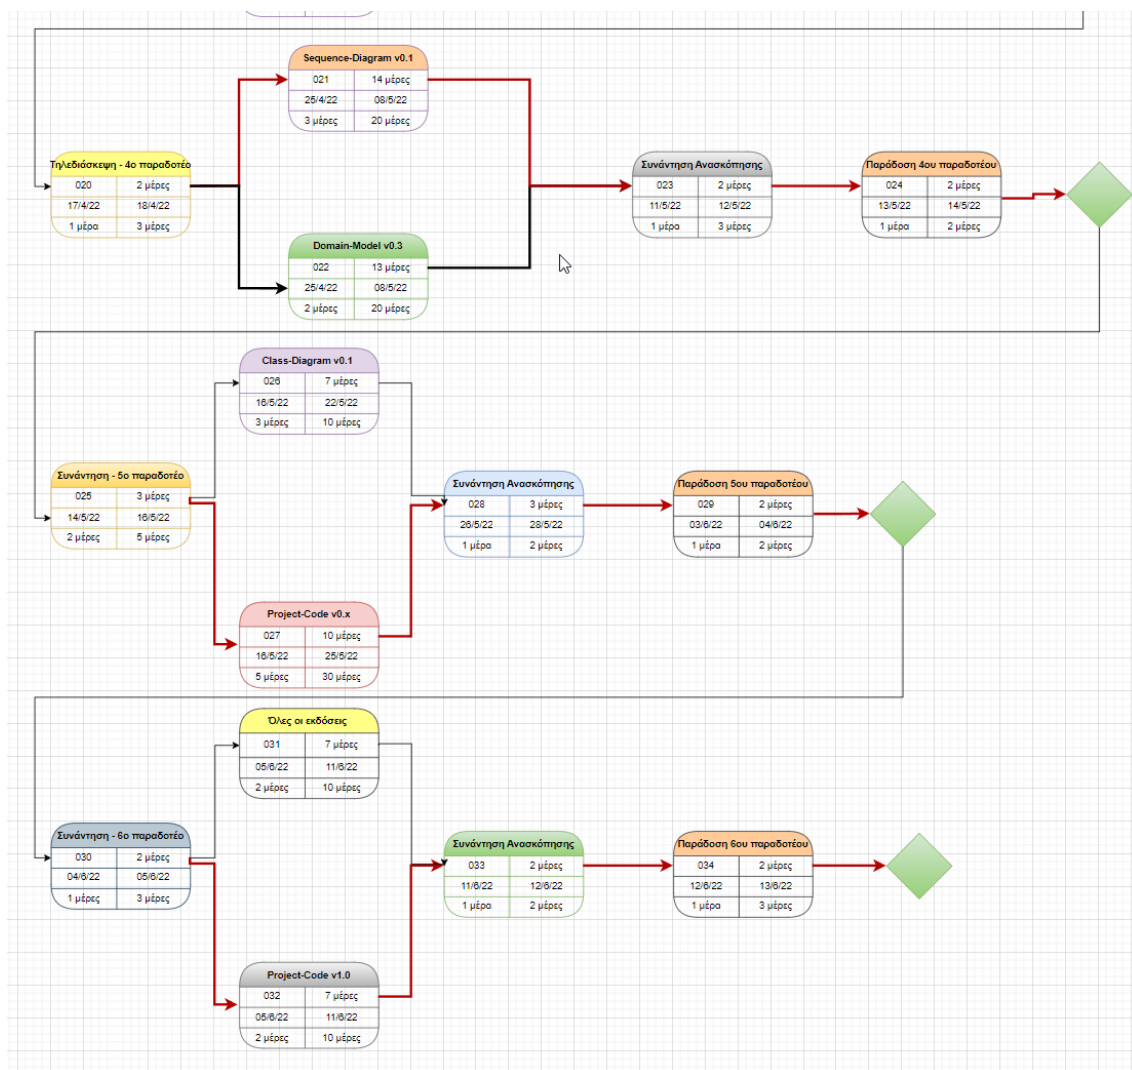 Sequence-Diagram v0.1
021 14 μέρες
25/4/22 08/5/22
3 μέρες 20 μέρες
Τηλεδιάσκεψη - 4ο παραδοτέο
020 2 μέρες
17/4/22 18/4/22
1 μέρα 3 μέρες
Συνάντηση Ανασκόπησης
023 2 μέρες
11/5/22 12/5/22
1 μέρα 3 μέρες
Παράδοση 4ου παραδοτέου
024 2 μέρες
13/5/22 14/5/22
1 μέρα 2 μέρες
Domain-Model v0.3
022 13 μέρες
25/4/22 08/5/22
2 μέρες 20 μέρες
Class-Diagram v0.1
026 7 μέρες
16/5/22 22/5/22
3 μέρες 10 μέρες
Συνάντηση - 5ο παραδοτέο
025 3 μέρες
14/5/22 16/5/22
2 μέρες 5 μέρες
Συνάντηση Ανασκόπησης
028 3 μέρες
26/5/22 28/5/22
1 μέρα 2 μέρες
Παράδοση 5ου παραδοτέου
029 2 μέρες
03/6/22 04/6/22
1 μέρα 2 μέρες
Project-Code v0.x
027 10 μέρες
16/5/22 25/5/22
5 μέρες 30 μέρες
Όλες οι εκδόσεις
031 7 μέρες
05/6/22 11/6/22
2 μέρες 10 μέρες
Συνάντηση - 6ο παραδοτέο
030 2 μέρες
04/6/22 05/6/22
1 μέρες 3 μέρες
Συνάντηση Ανασκόπησης
033 2 μέρες
11/6/22 12/6/22
1 μέρα 2 μέρες
Παράδοση 6ου παραδοτέου
034 2 μέρες
12/6/22 13/6/22
1 μέρα 3 μέρες
Project-Code v1.0
032 7 μέρες
05/6/22 11/6/22
2 μέρες 10 μέρες